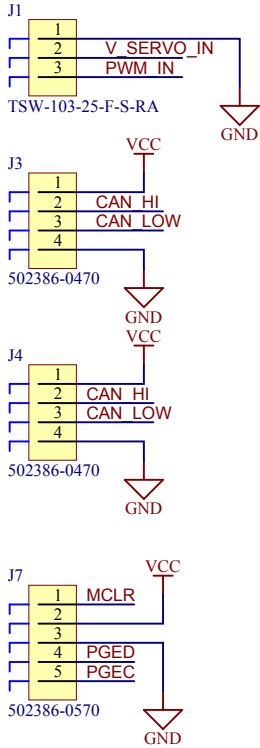 J1
1
2 V_SERVO_IN
3 PWM_IN
TSW-103-25-F-S-RA
GND
J3
VCC
1
2 CAN_HI
3 CAN_LOW
4
502386-0470
GND
VCC
J4
1
2 CAN_HI
3 CAN_LOW
4
502386-0470
GND
J7
VCC
1 MCLR
2
3
4 PGED
5 PGEC
502386-0570
GND